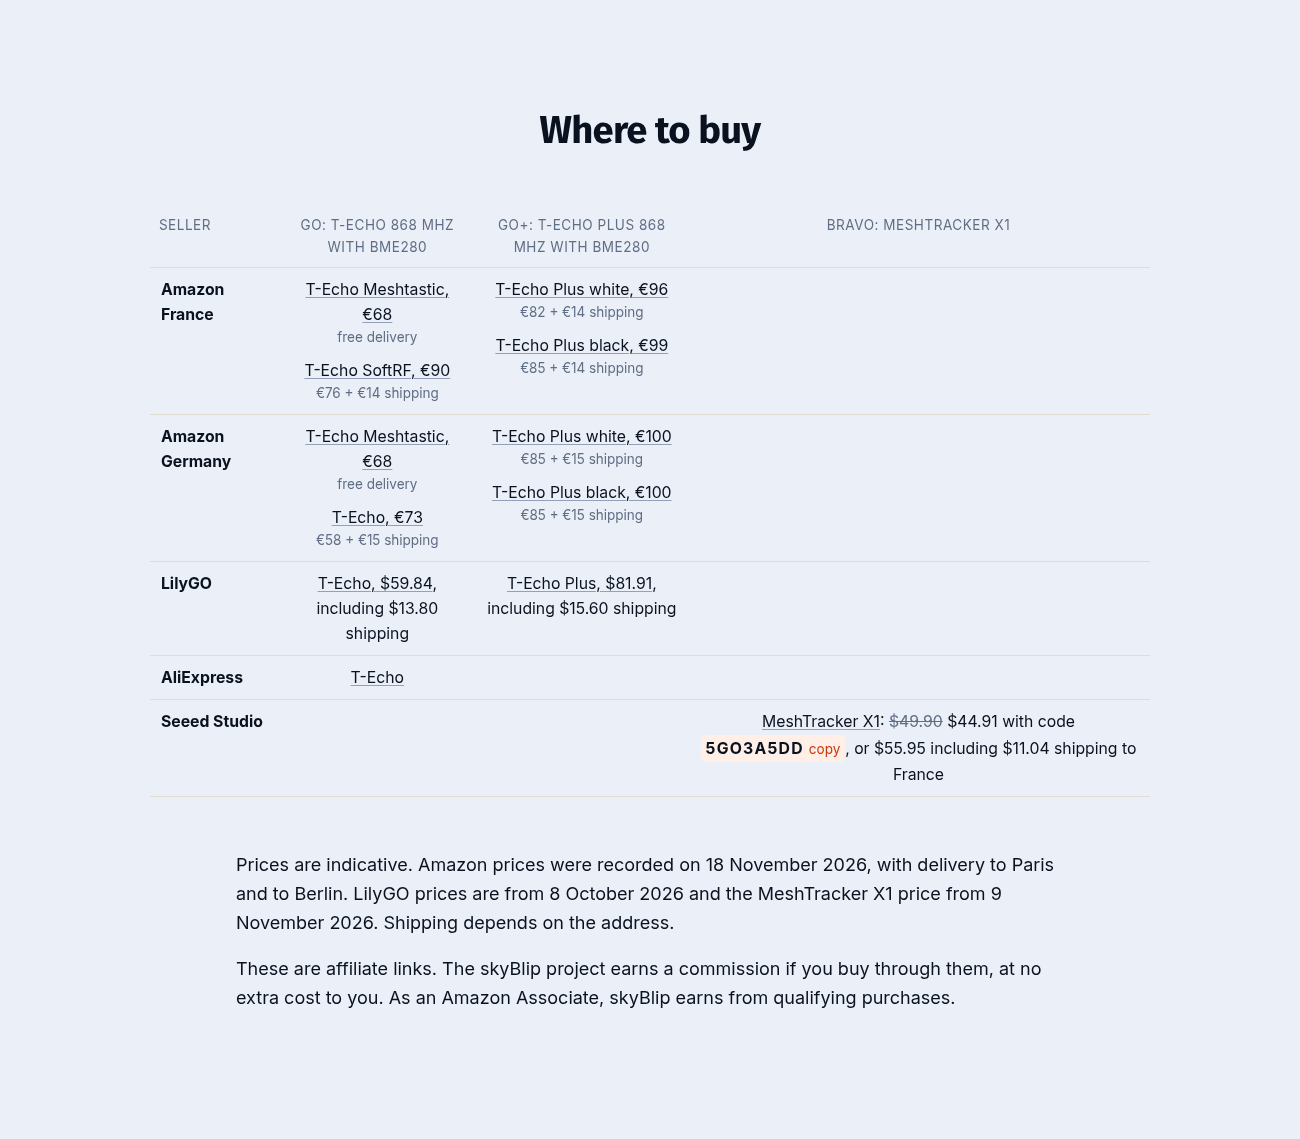 Where to buy
SELLER
GO: T-ECHO 868 MHZ
WITH BME280
GO+: T-ECHO PLUS 868
MHZ WITH BME280
BRAVO: MESHTRACKER X1
Amazon
France
T-Echo Meshtastic,
€68
free delivery
T-Echo SoftRF, €90
€76 + €14 shipping
T-Echo Plus white, €96
€82 + €14 shipping
T-Echo Plus black, €99
€85 + €14 shipping
Amazon
Germany
T-Echo Meshtastic,
€68
free delivery
T-Echo, €73
€58 + €15 shipping
T-Echo Plus white, €100
€85 + €15 shipping
T-Echo Plus black, €100
€85 + €15 shipping
LilyGO
T-Echo, $59.84,
including $13.80
shipping
T-Echo Plus, $81.91,
including $15.60 shipping
AliExpress
T-Echo
Seeed Studio
MeshTracker X1: $49.90 $44.91 with code
5GO3A5DD copy , or $55.95 including $11.04 shipping to
France
Prices are indicative. Amazon prices were recorded on 18 November 2026, with delivery to Paris
and to Berlin. LilyGO prices are from 8 October 2026 and the MeshTracker X1 price from 9
November 2026. Shipping depends on the address.
These are affiliate links. The skyBlip project earns a commission if you buy through them, at no
extra cost to you. As an Amazon Associate, skyBlip earns from qualifying purchases.